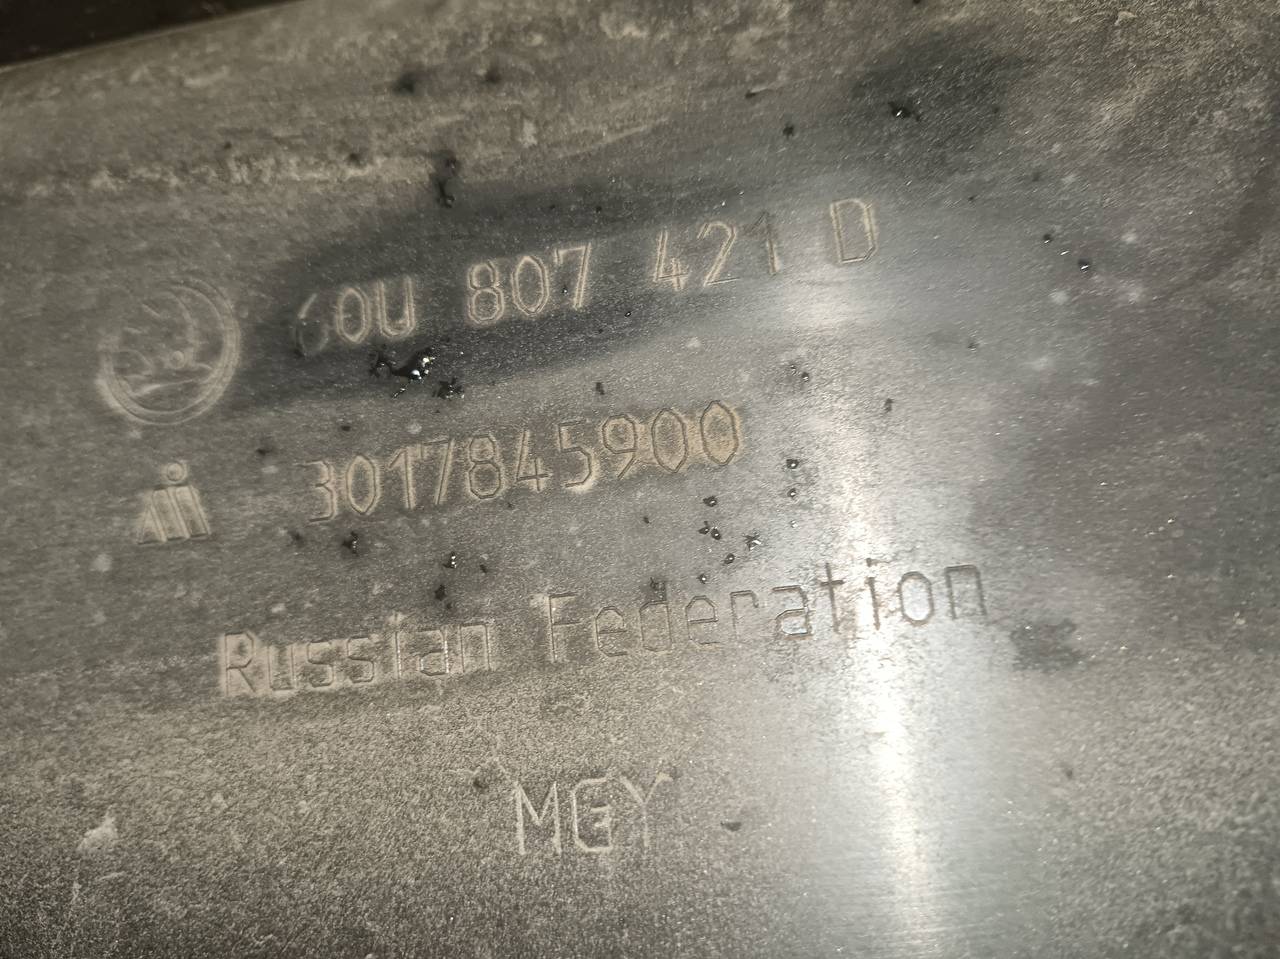 60U 807 421 D
3017845900
Russian Federation
MGY